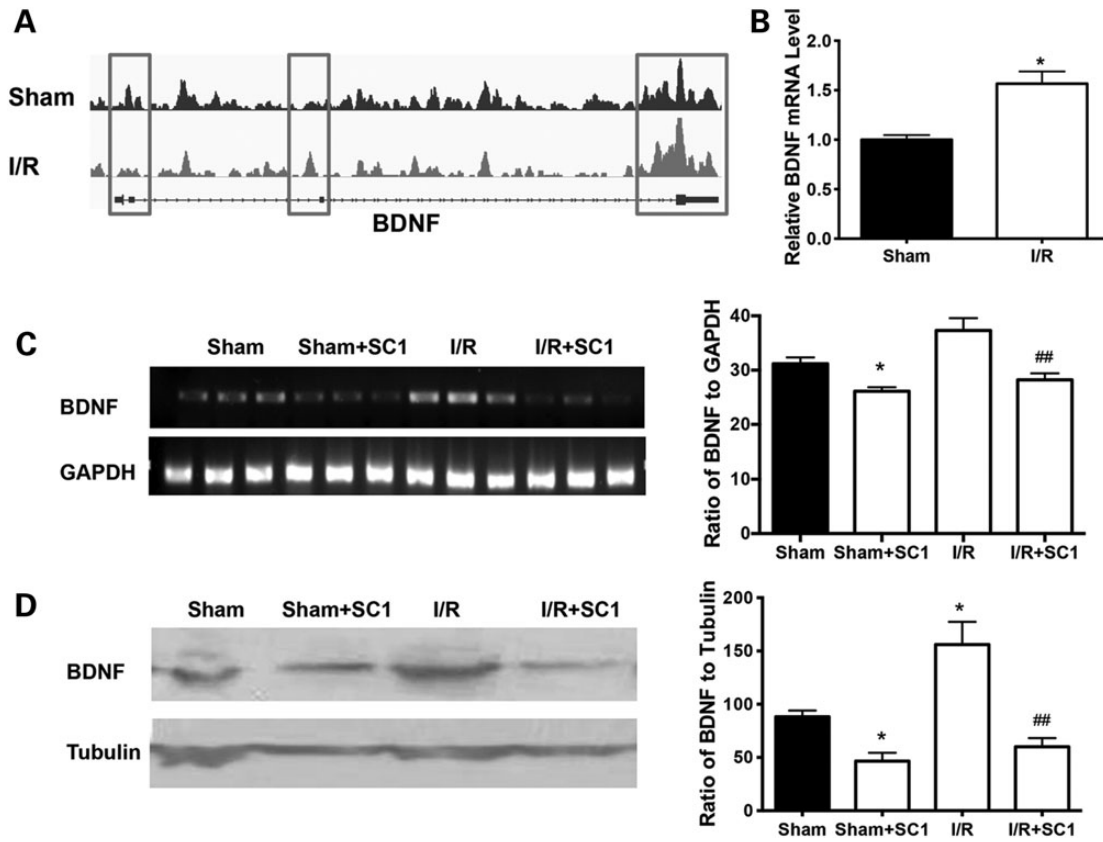 A
Sham
I/R
BDNF
B
Relative BDNF mRNA Level
2.0
1.5
1.0
0.5
0.0
*
Sham I/R
C
Sham Sham+SC1 I/R I/R+SC1
BDNF
GAPDH
Ratio of BDNF to GAPDH
40
30
20
10
0
* ##
Sham Sham+SC1 I/R I/R+SC1
D
Sham Sham+SC1 I/R I/R+SC1
BDNF
Tubulin
Ratio of BDNF to Tubulin
200
150
100
50
0
* * ##
Sham Sham+SC1 I/R I/R+SC1